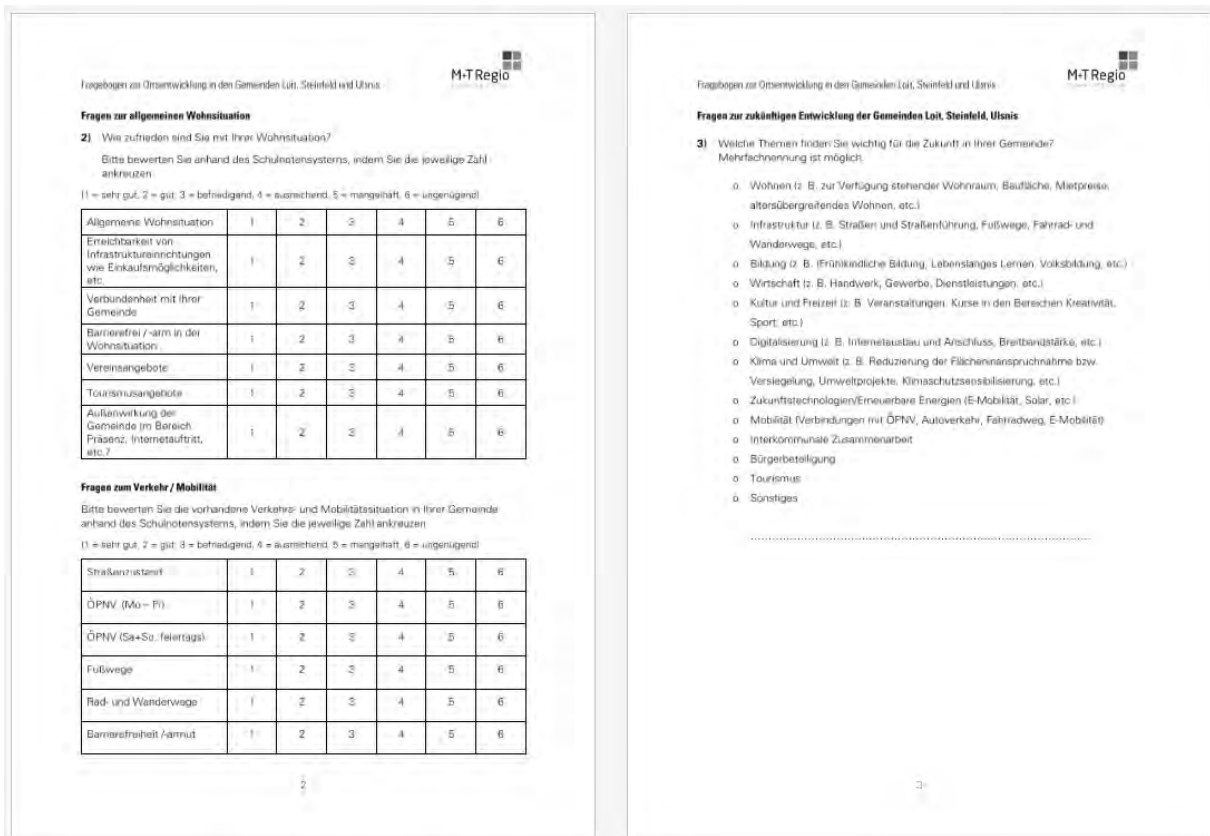 M+T Regio
Fragebogen zur Ortsentwicklung in den Gemeinden Loit, Steinfeld und Ulsnis
Fragen zur allgemeinen Wohnsituation
2) Wie zufrieden sind Sie mit Ihrer Wohnsituation?
Bitte bewerten Sie anhand des Schulnotensystems, indem Sie die jeweilige Zahl
ankreuzen
(1 = sehr gut, 2 = gut, 3 = befriedigend, 4 = ausreichend, 5 = mangelhaft, 6 = ungenügend)
Allgemeine Wohnsituation 1 2 3 4 5 6
Erreichbarkeit von
Infrastruktureinrichtungen
wie Einkaufsmöglichkeiten,
etc. 1 2 3 4 5 6
Verbundenheit mit Ihrer
Gemeinde 1 2 3 4 5 6
Barrierefrei / -arm in der
Wohnsituation 1 2 3 4 5 6
Vereinsangebote 1 2 3 4 5 6
Tourismusangebote 1 2 3 4 5 6
Außenwirkung der
Gemeinde (im Bereich
Präsenz, Internetauftritt,
etc.? 1 2 3 4 5 6
Fragen zum Verkehr / Mobilität
Bitte bewerten Sie die vorhandene Verkehrs- und Mobilitätssituation in Ihrer Gemeinde
anhand des Schulnotensystems, indem Sie die jeweilige Zahl ankreuzen
(1 = sehr gut, 2 = gut, 3 = befriedigend, 4 = ausreichend, 5 = mangelhaft, 6 = ungenügend)
Straßenzustand 1 2 3 4 5 6
ÖPNV (Mo – Fr) 1 2 3 4 5 6
ÖPNV (Sa+So, feiertags) 1 2 3 4 5 6
Fußwege 1 2 3 4 5 6
Rad- und Wanderwege 1 2 3 4 5 6
Barrierefreiheit /-armut 1 2 3 4 5 6
2
M+T Regio
Fragebogen zur Ortsentwicklung in den Gemeinden Loit, Steinfeld und Ulsnis
Fragen zur zukünftigen Entwicklung der Gemeinden Loit, Steinfeld, Ulsnis
3) Welche Themen finden Sie wichtig für die Zukunft in Ihrer Gemeinde?
Mehrfachnennung ist möglich.
o Wohnen (z. B. zur Verfügung stehender Wohnraum, Baufläche, Mietpreise,
altersübergreifendes Wohnen, etc.)
o Infrastruktur (z. B. Straßen und Straßenführung, Fußwege, Fahrrad- und
Wanderwege, etc.)
o Bildung (z. B. (Frühkindliche Bildung, Lebenslanges Lernen, Volksbildung, etc.)
o Wirtschaft (z. B. Handwerk, Gewerbe, Dienstleistungen, etc.)
o Kultur und Freizeit (z. B. Veranstaltungen, Kurse in den Bereichen Kreativität,
Sport, etc.)
o Digitalisierung (z. B. Internetausbau und Anschluss, Breitbandstärke, etc.)
o Klima und Umwelt (z. B. Reduzierung der Flächeninanspruchnahme bzw.
Versiegelung, Umweltprojekte, Klimaschutzsensibilisierung, etc.)
o Zukunftstechnologien/Erneuerbare Energien (E-Mobilität, Solar, etc.)
o Mobilität (Verbindungen mit ÖPNV, Autoverkehr, Fahrradweg, E-Mobilität)
o Interkommunale Zusammenarbeit
o Bürgerbeteiligung
o Tourismus
o Sonstiges
3